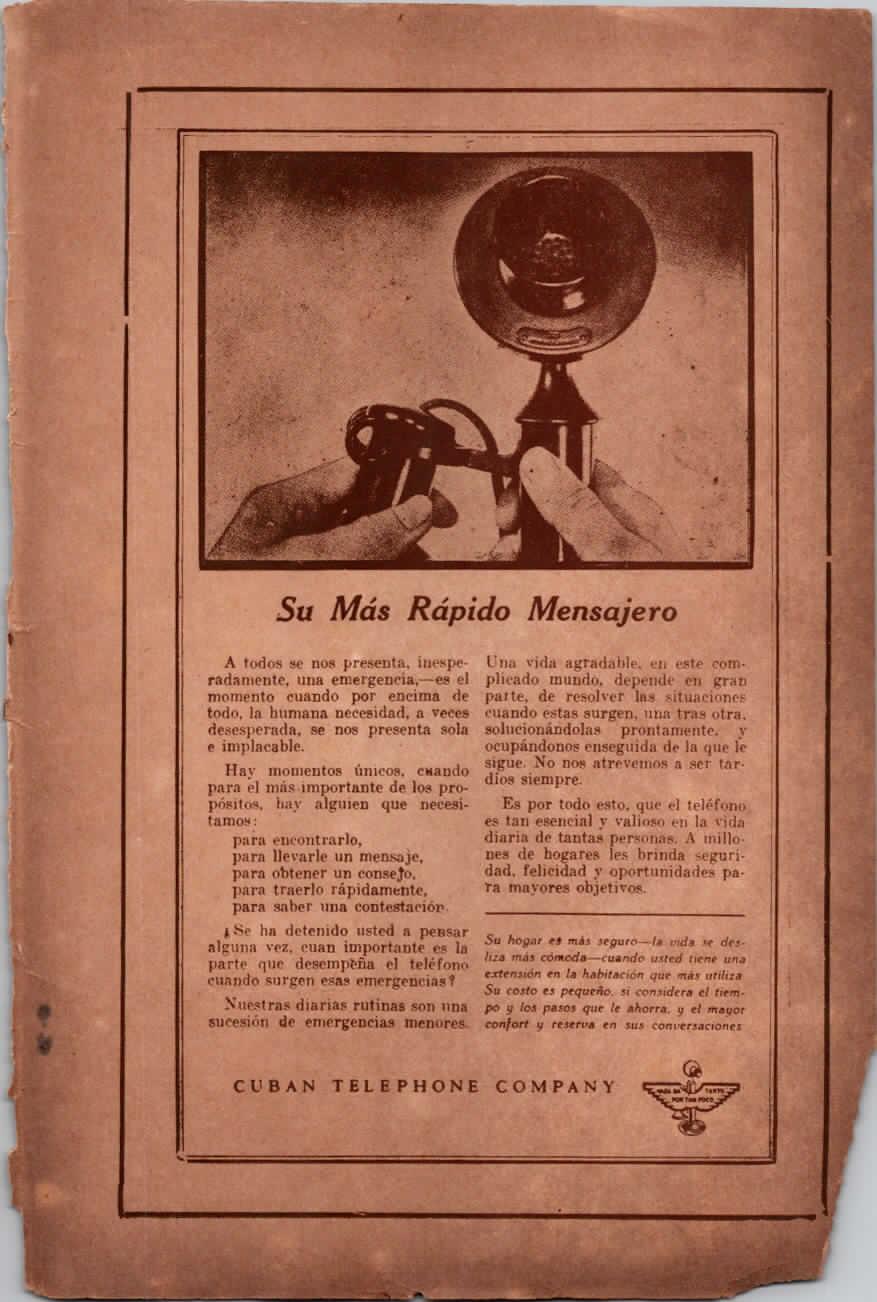 Su Más Rápido Mensajero
A todos se nos presenta, inespe-
radamente, una emergencia,—es el
momento cuando por encima de
todo, la humana necesidad, a veces
desesperada, se nos presenta sola
e implacable.
Hay momentos únicos, cuando
para el más importante de los pro-
pósitos, hay alguien que necesi-
tamos:
para encontrarlo,
para llevarle un mensaje,
para obtener un consejo,
para traerlo rápidamente,
para saber una contestación.
¿Se ha detenido usted a pensar
alguna vez, cuan importante es la
parte que desempeña el teléfono
cuando surgen esas emergencias?
Nuestras diarias rutinas son una
sucesión de emergencias menores.
Una vida agradable, en este com-
plicado mundo, depende en gran
parte, de resolver las situaciones
cuando estas surgen, una tras otra,
solucionándolas prontamente, y
ocupándonos enseguida de la que le
sigue. No nos atrevemos a ser tar-
díos siempre.
Es por todo esto, que el teléfono
es tan esencial y valioso en la vida
diaria de tantas personas. A millo-
nes de hogares les brinda seguri-
dad, felicidad y oportunidades pa-
ra mayores objetivos.
Su hogar es más seguro—la vida se des-
liza más cómoda—cuando usted tiene una
extensión en la habitación que más utiliza
Su costo es pequeño, si considera el tiem-
po y los pasos que le ahorra, y el mayor
confort y reserva en sus conversaciones
CUBAN TELEPHONE COMPANY
NADA DA TANTO
POR TAN POCO